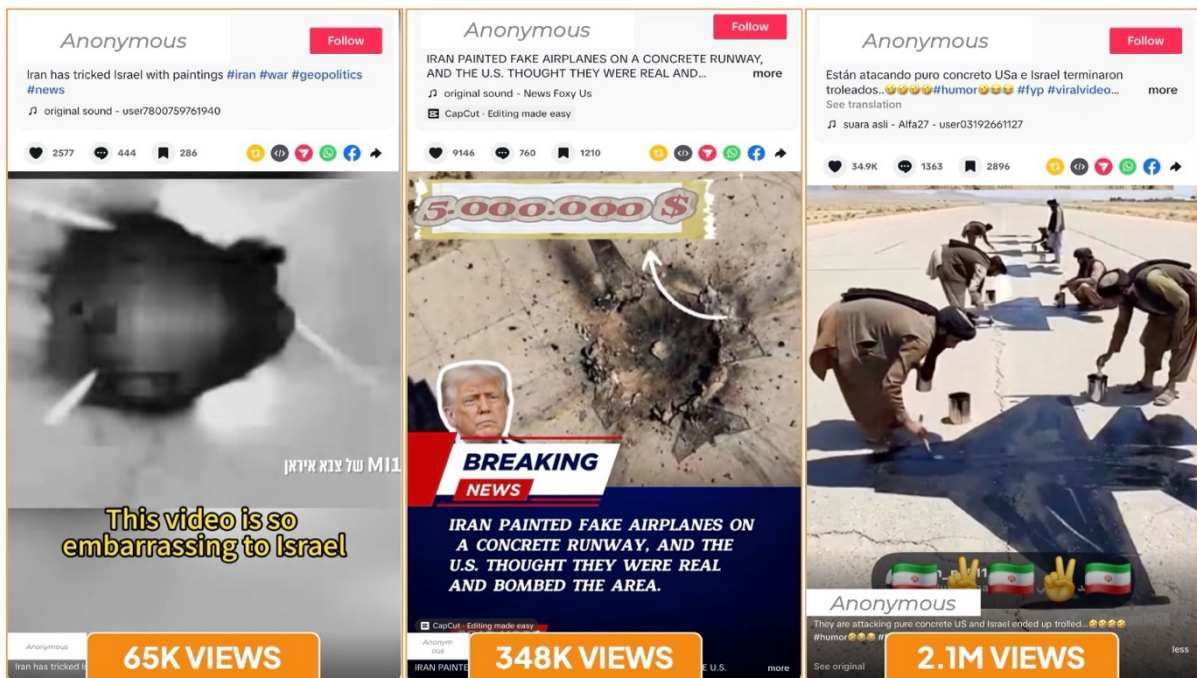 Anonymous
Follow
Iran has tricked Israel with paintings #iran #war #geopolitics
#news
original sound - user7800759761940
2577
444
286
MI1 של צבא איראן
This video is so
embarrassing to Israel
Anonymous
65K VIEWS
Iran has tricked I
Anonymous
Follow
IRAN PAINTED FAKE AIRPLANES ON A CONCRETE RUNWAY,
AND THE U.S. THOUGHT THEY WERE REAL AND... more
original sound - News Foxy Us
CapCut · Editing made easy
9146
760
1210
5.000.000 $
BREAKING
NEWS
IRAN PAINTED FAKE AIRPLANES ON
A CONCRETE RUNWAY, AND THE
U.S. THOUGHT THEY WERE REAL
AND BOMBED THE AREA.
CapCut · Editing made easy
Anonym
ous
348K VIEWS
IRAN PAINTE
E U.S. more
Anonymous
Follow
Están atacando puro concreto USa e Israel terminaron
troleados..🤣🤣🤣🤣#humor🤣😂😂 #fyp #viralvideo... more
See translation
suara asli - Alfa27 - user03192661127
34.9K
1363
2896
🇮🇷✌️🇮🇷✌️🇮🇷
Anonymous
They are attacking pure concrete US and Israel ended up trolled...🤣🤣🤣🤣
#humor🤣😂😂 #
less
2.1M VIEWS
See original